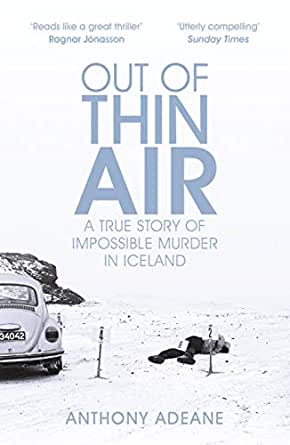 ‘Reads like a great thriller’
Ragnar Jónasson
‘Utterly compelling’
Sunday Times
OUT OF
THIN
AIR
A TRUE STORY OF
IMPOSSIBLE MURDER
IN ICELAND
34042
ANTHONY ADEANE